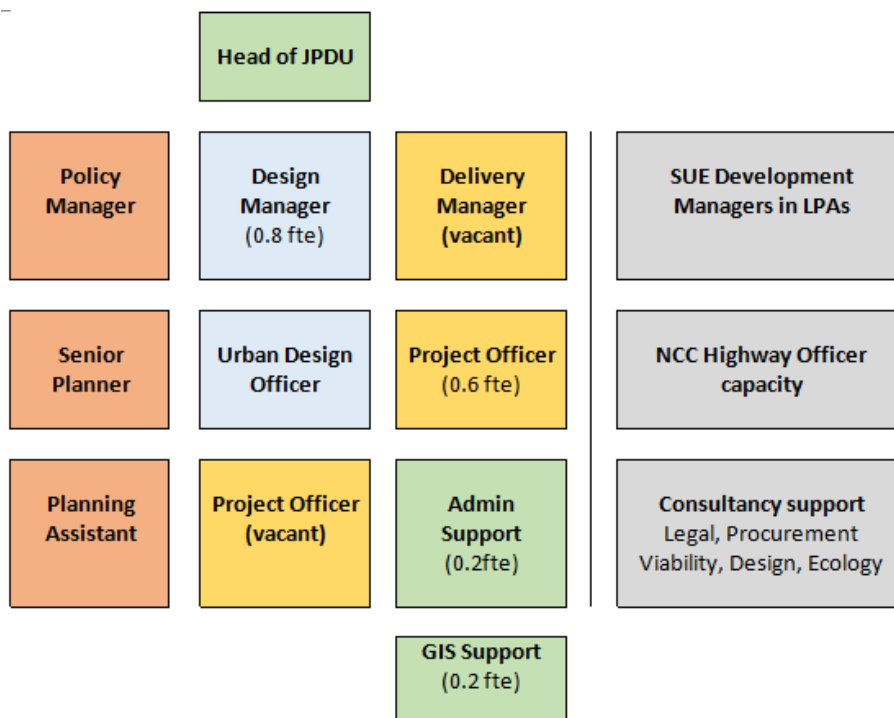 Head of JPDU
Policy
Manager
Design
Manager
(0.8 fte)
Delivery
Manager
(vacant)
SUE Development
Managers in LPAs
Senior
Planner
Urban Design
Officer
Project Officer
(0.6 fte)
NCC Highway Officer
capacity
Planning
Assistant
Project Officer
(vacant)
Admin
Support
(0.2fte)
Consultancy support
Legal, Procurement
Viability, Design, Ecology
GIS Support
(0.2 fte)